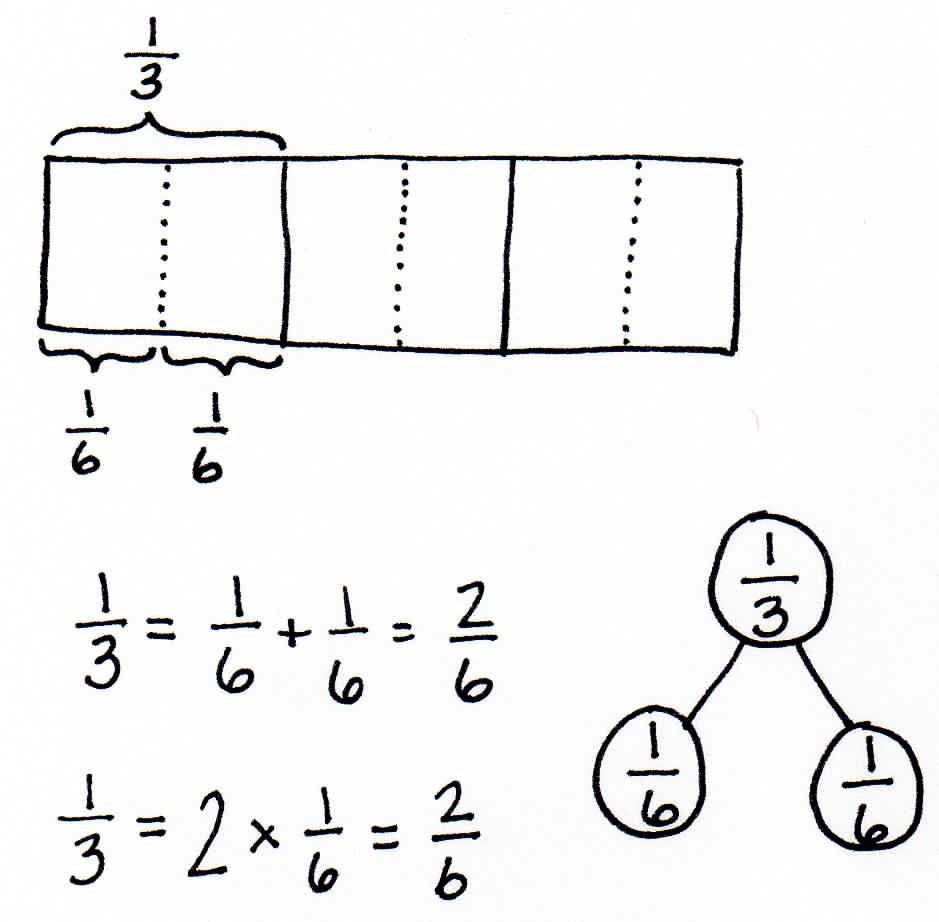 1/3
1/6 1/6
1/3 = 1/6 + 1/6 = 2/6
1/3 = 2 × 1/6 = 2/6
1/3
1/6 1/6